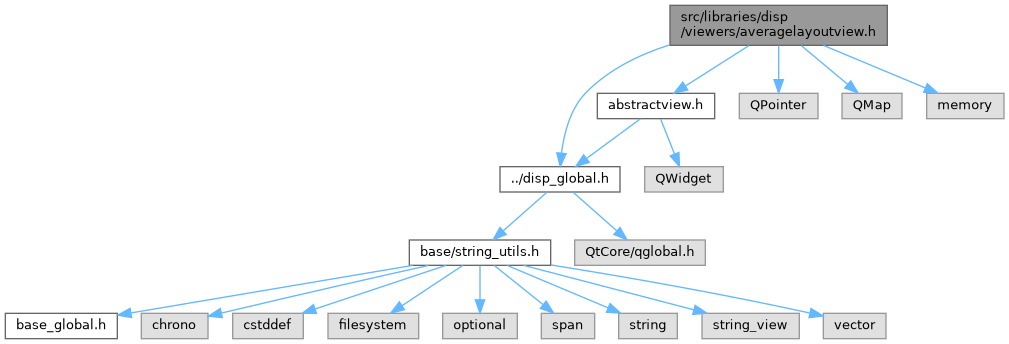 src/libraries/disp
/viewers/averagelayoutview.h
abstractview.h
QPointer
QMap
memory
../disp_global.h
QWidget
base/string_utils.h
QtCore/qglobal.h
base_global.h
chrono
cstddef
filesystem
optional
span
string
string_view
vector